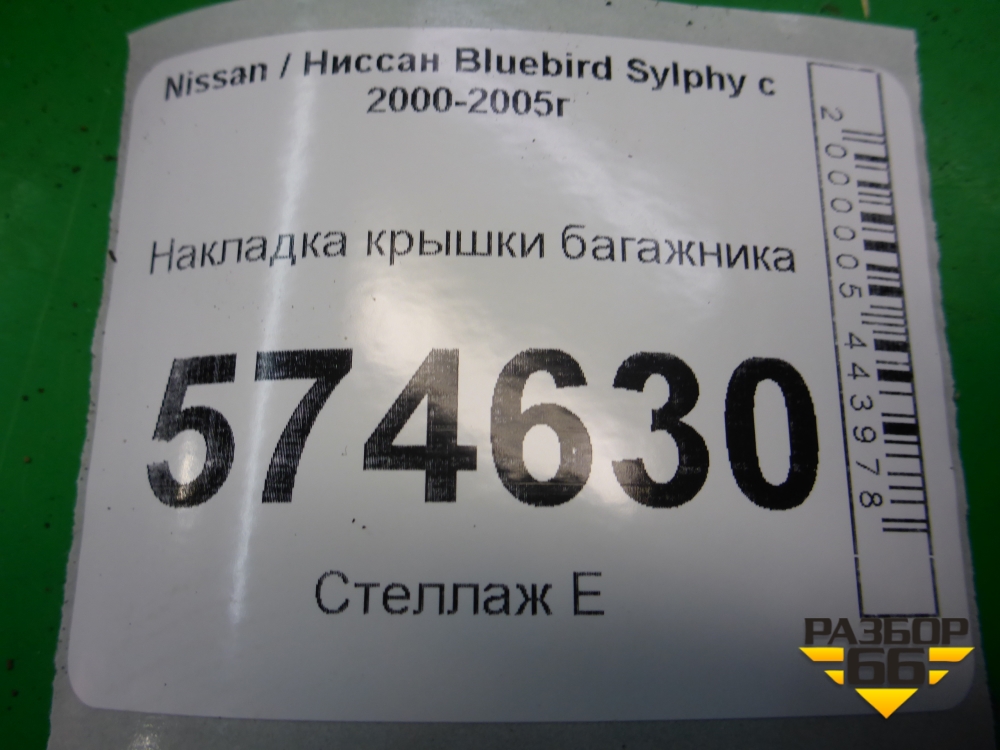 Nissan / Ниссан Bluebird Sylphy с
2000-2005г
Накладка крышки багажника
574630
Стеллаж Е
2000005443978
РАЗБОР
66